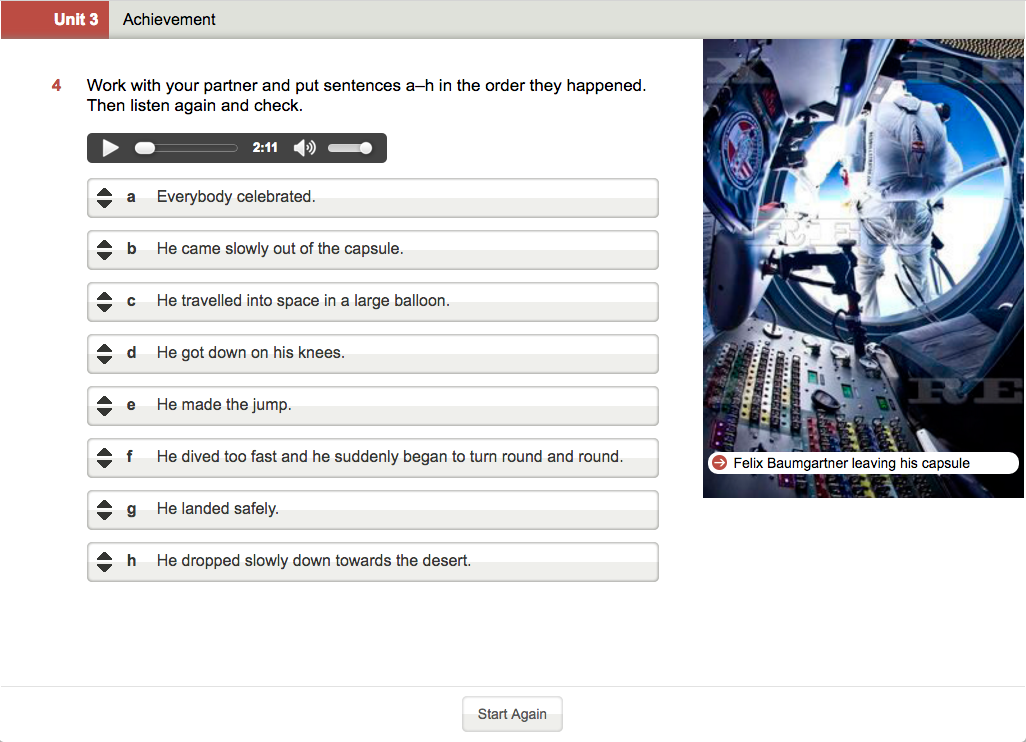 Unit 3 Achievement
4 Work with your partner and put sentences a–h in the order they happened.
Then listen again and check.
2:11
a Everybody celebrated.
b He came slowly out of the capsule.
c He travelled into space in a large balloon.
d He got down on his knees.
e He made the jump.
f He dived too fast and he suddenly began to turn round and round.
g He landed safely.
h He dropped slowly down towards the desert.
Felix Baumgartner leaving his capsule
Start Again